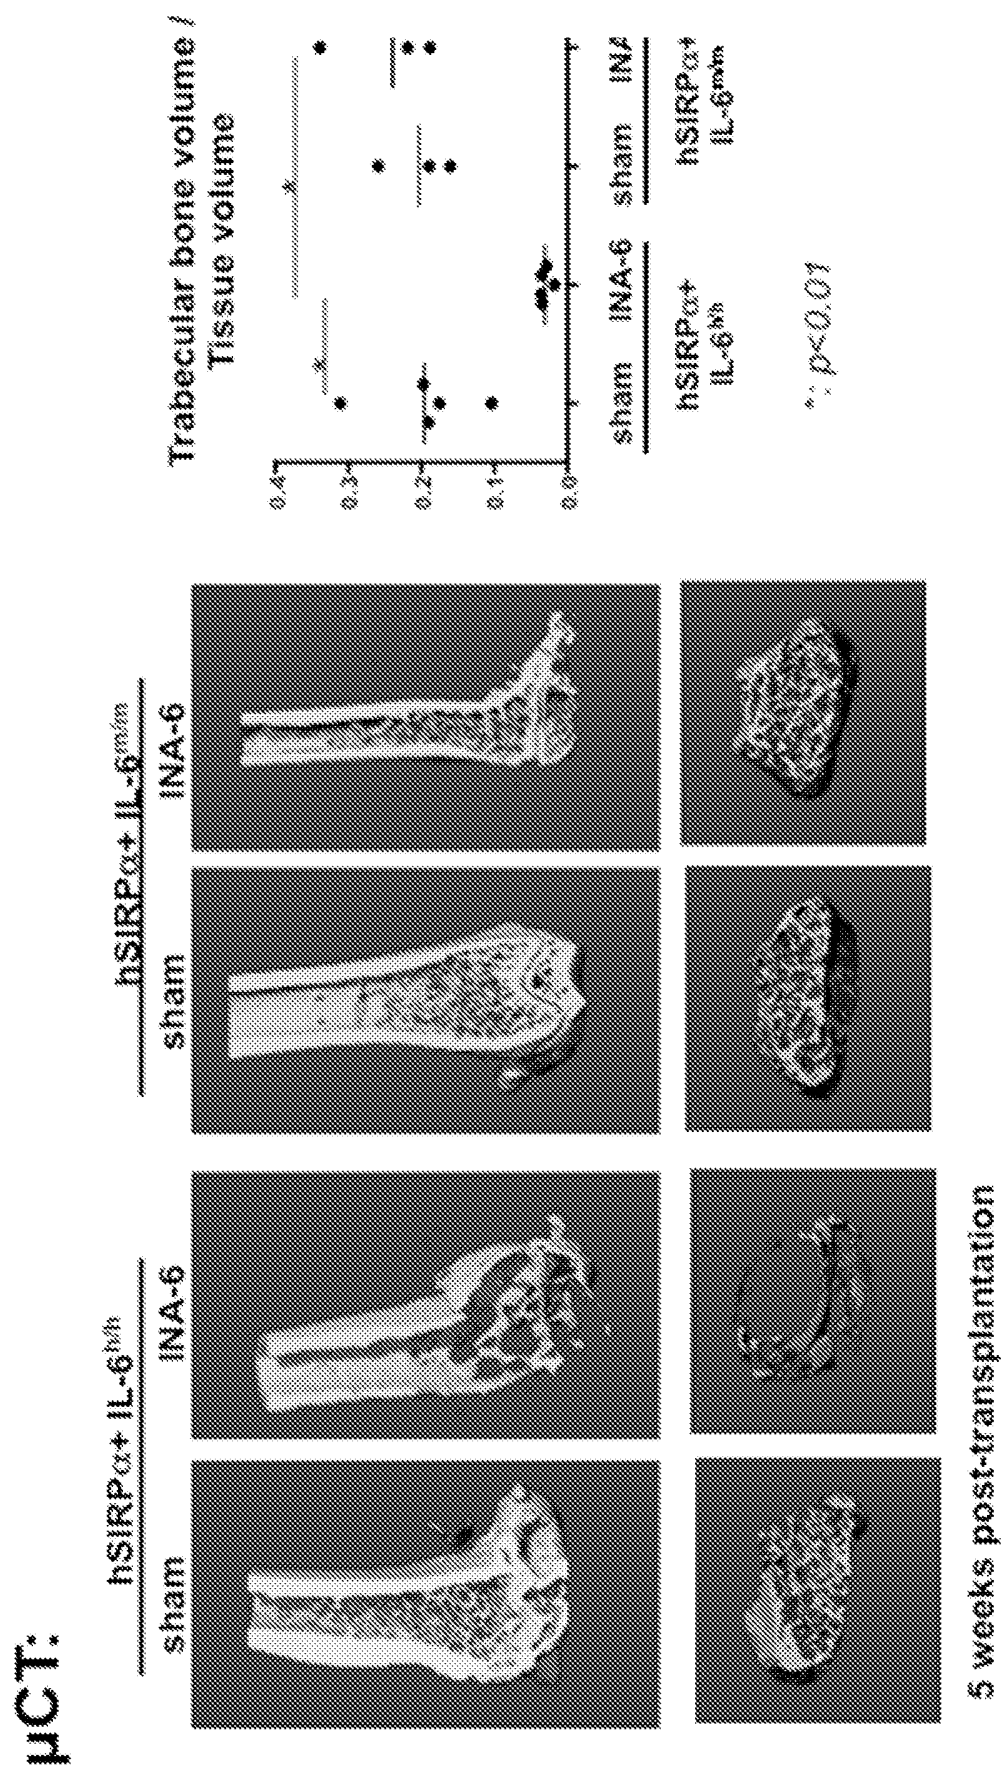 μCT:
hSIRPα+ IL-6h/h
hSIRPα+ IL-6m/m
sham
INA-6
sham
INA-6
5 weeks post-transplantation
Trabecular bone volume /
Tissue volume
*
*
0.4
0.3
0.2
0.1
0.0
sham
INA-6
sham
INA
hSIRPα+
IL-6h/h
hSIRPα+
IL-6m/m
*: p<0.01